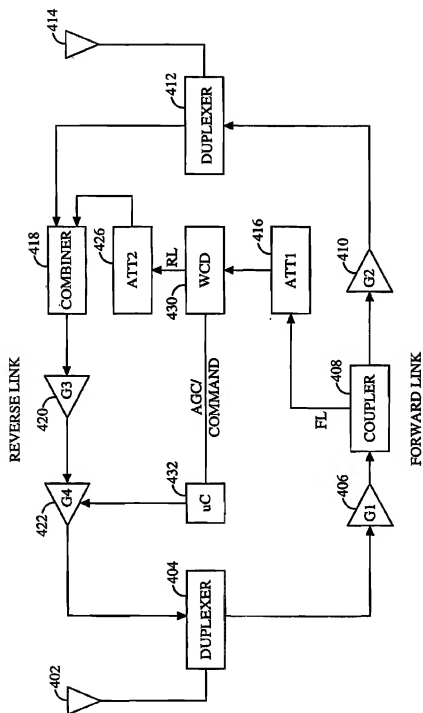 REVERSE LINK
402
404
DUPLEXER
422
G4
420
G3
418
COMBINER
414
412
DUPLEXER
426
ATT2
RL
430
WCD
AGC/
COMMAND
432
uC
416
ATT1
FL
406
G1
408
COUPLER
410
G2
FORWARD LINK